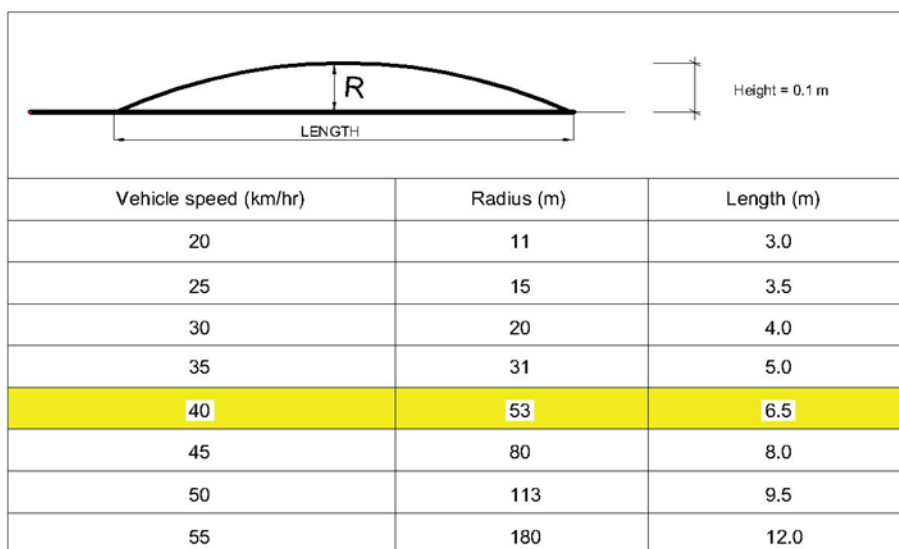 R
Height = 0.1 m
LENGTH
Vehicle speed (km/hr) Radius (m) Length (m)
20 11 3.0
25 15 3.5
30 20 4.0
35 31 5.0
40 53 6.5
45 80 8.0
50 113 9.5
55 180 12.0